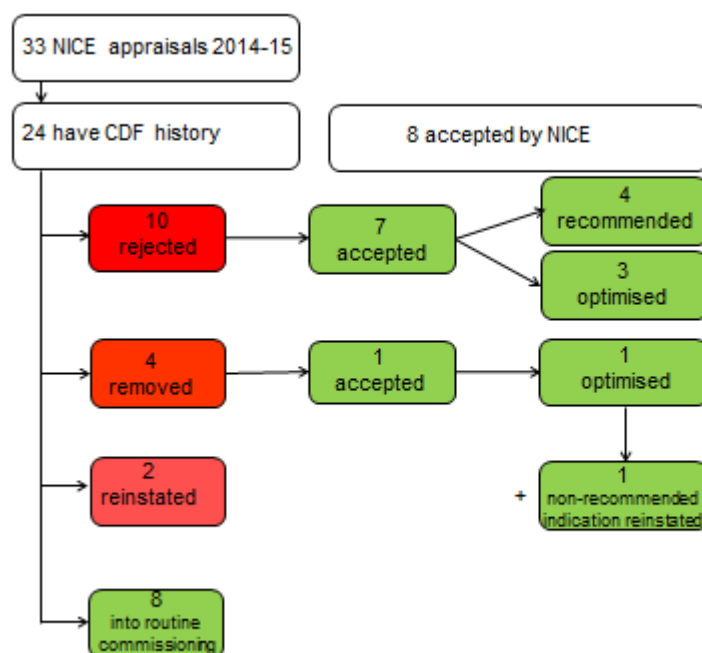 33 NICE appraisals 2014-15
24 have CDF history
8 accepted by NICE
10
rejected
7
accepted
4
recommended
3
optimised
4
removed
1
accepted
1
optimised
2
reinstated
+
1
non-recommended
indication reinstated
8
into routine
commissioning